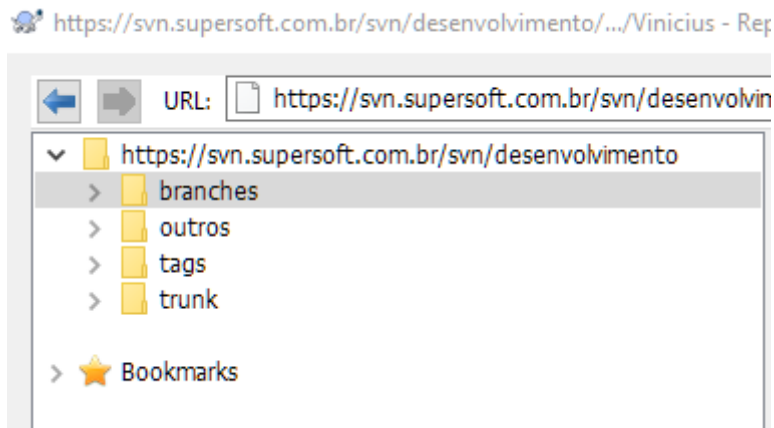 https://svn.supersoft.com.br/svn/desenvolvimento/.../Vinicius - Rep
URL: https://svn.supersoft.com.br/svn/desenvolvim
https://svn.supersoft.com.br/svn/desenvolvimento
branches
outros
tags
trunk
Bookmarks